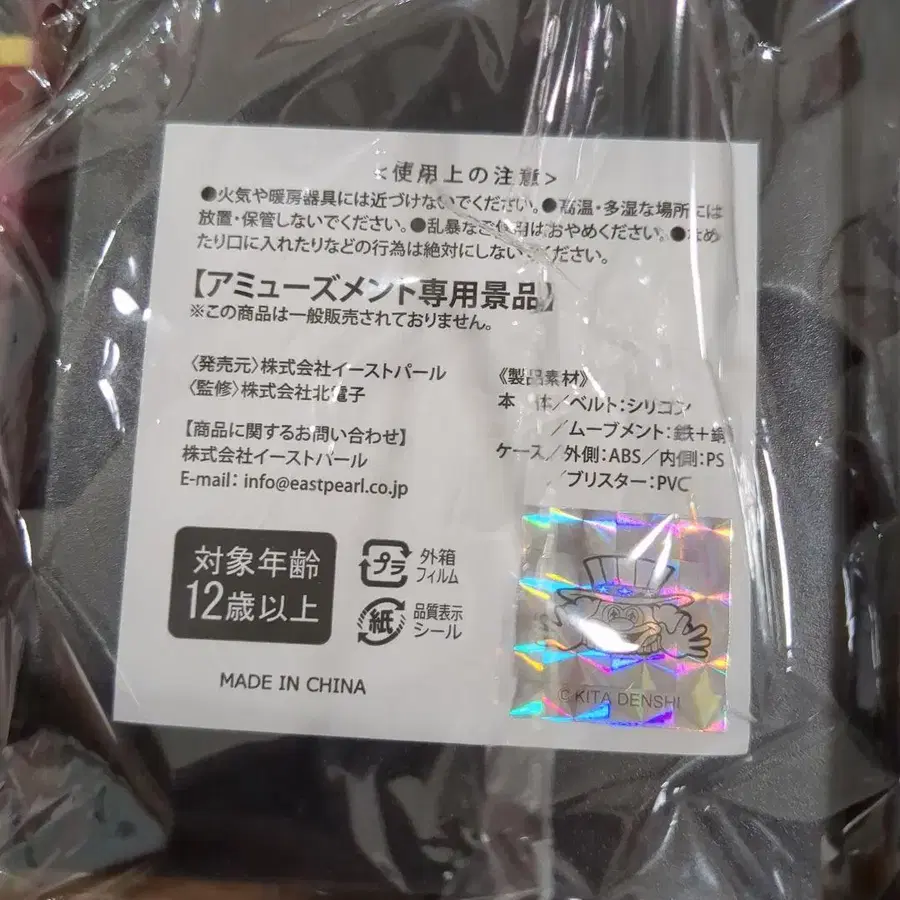 <使用上の注意>
●火気や暖房器具には近づけないでください。●高温・多湿な場所には
放置・保管しないでください。●乱暴なご使用はおやめください。●なめ
たり口に入れたりなどの行為は絶対にしないでください。
【アミューズメント専用景品】
※この商品は一般販売されておりません。
〈発売元〉株式会社イーストパール
〈監修〉株式会社北電子
【商品に関するお問い合わせ】
株式会社イーストパール
E-mail: info@eastpearl.co.jp
《製品素材》
本 体/ベルト:シリコン
/ムーブメント:鉄+銅
ケース/外側:ABS/内側:PS
/ブリスター:PVC
対象年齢
12歳以上
プラ
外箱
フィルム
紙
品質表示
シール
MADE IN CHINA
© KITA DENSHI